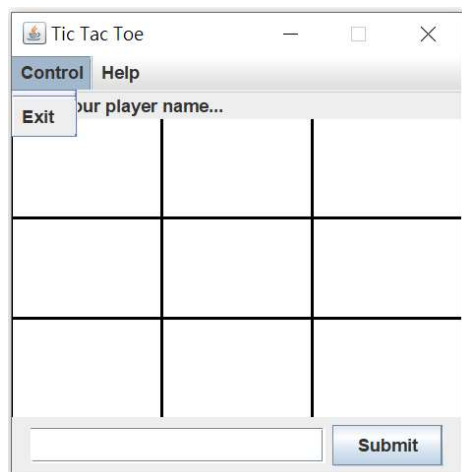 Tic Tac Toe
Control Help
Exit
our player name...
Submit